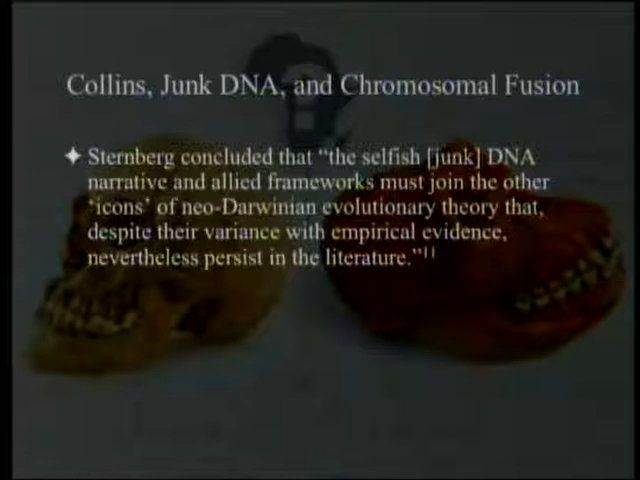 Collins, Junk DNA, and Chromosomal Fusion
Sternberg concluded that “the selfish [junk] DNA
narrative and allied frameworks must join the other
‘icons’ of neo-Darwinian evolutionary theory that,
despite their variance with empirical evidence,
nevertheless persist in the literature.”11